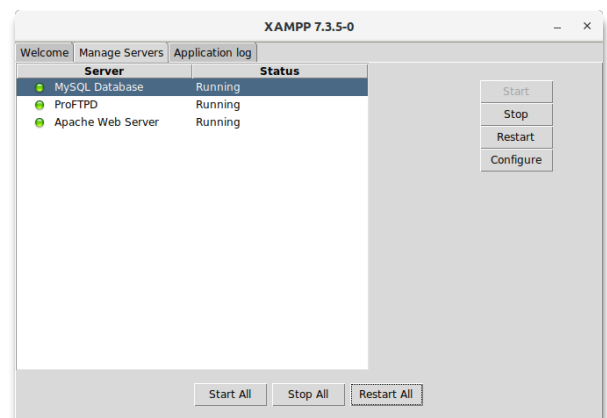 XAMPP 7.3.5-0
Welcome Manage Servers Application log
Server Status
MySQL Database Running
ProFTPD Running
Apache Web Server Running
Start
Stop
Restart
Configure
Start All Stop All Restart All